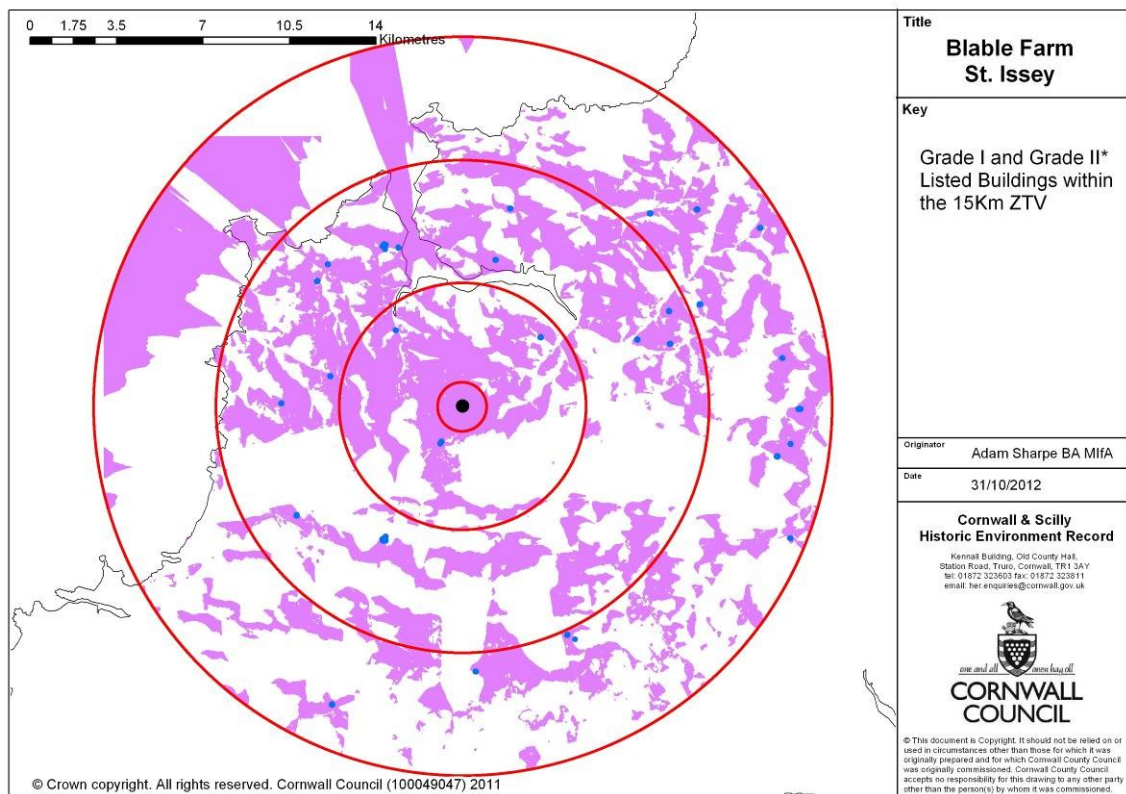 0 1.75 3.5 7 10.5 14
Kilometres
© Crown copyright. All rights reserved. Cornwall Council (100049047) 2011
Title
Blable Farm
St. Issey
Key
Grade I and Grade II*
Listed Buildings within
the 15Km ZTV
Originator
Adam Sharpe BA MIfA
Date
31/10/2012
Cornwall & Scilly
Historic Environment Record
Kennall Building, Old County Hall,
Station Road, Truro, Cornwall, TR1 3AY
tel: 01872 323603 fax: 01872 323811
email: her.enquiries@cornwall.gov.uk
one and all onen hag oll
CORNWALL
COUNCIL
© This document is Copyright. It should not be relied on or
used in circumstances other than those for which it was
originally prepared and for which Cornwall County Council
was originally commissioned. Cornwall County Council
accepts no responsibility for this drawing to any other party
other than the person(s) by whom it was commissioned.